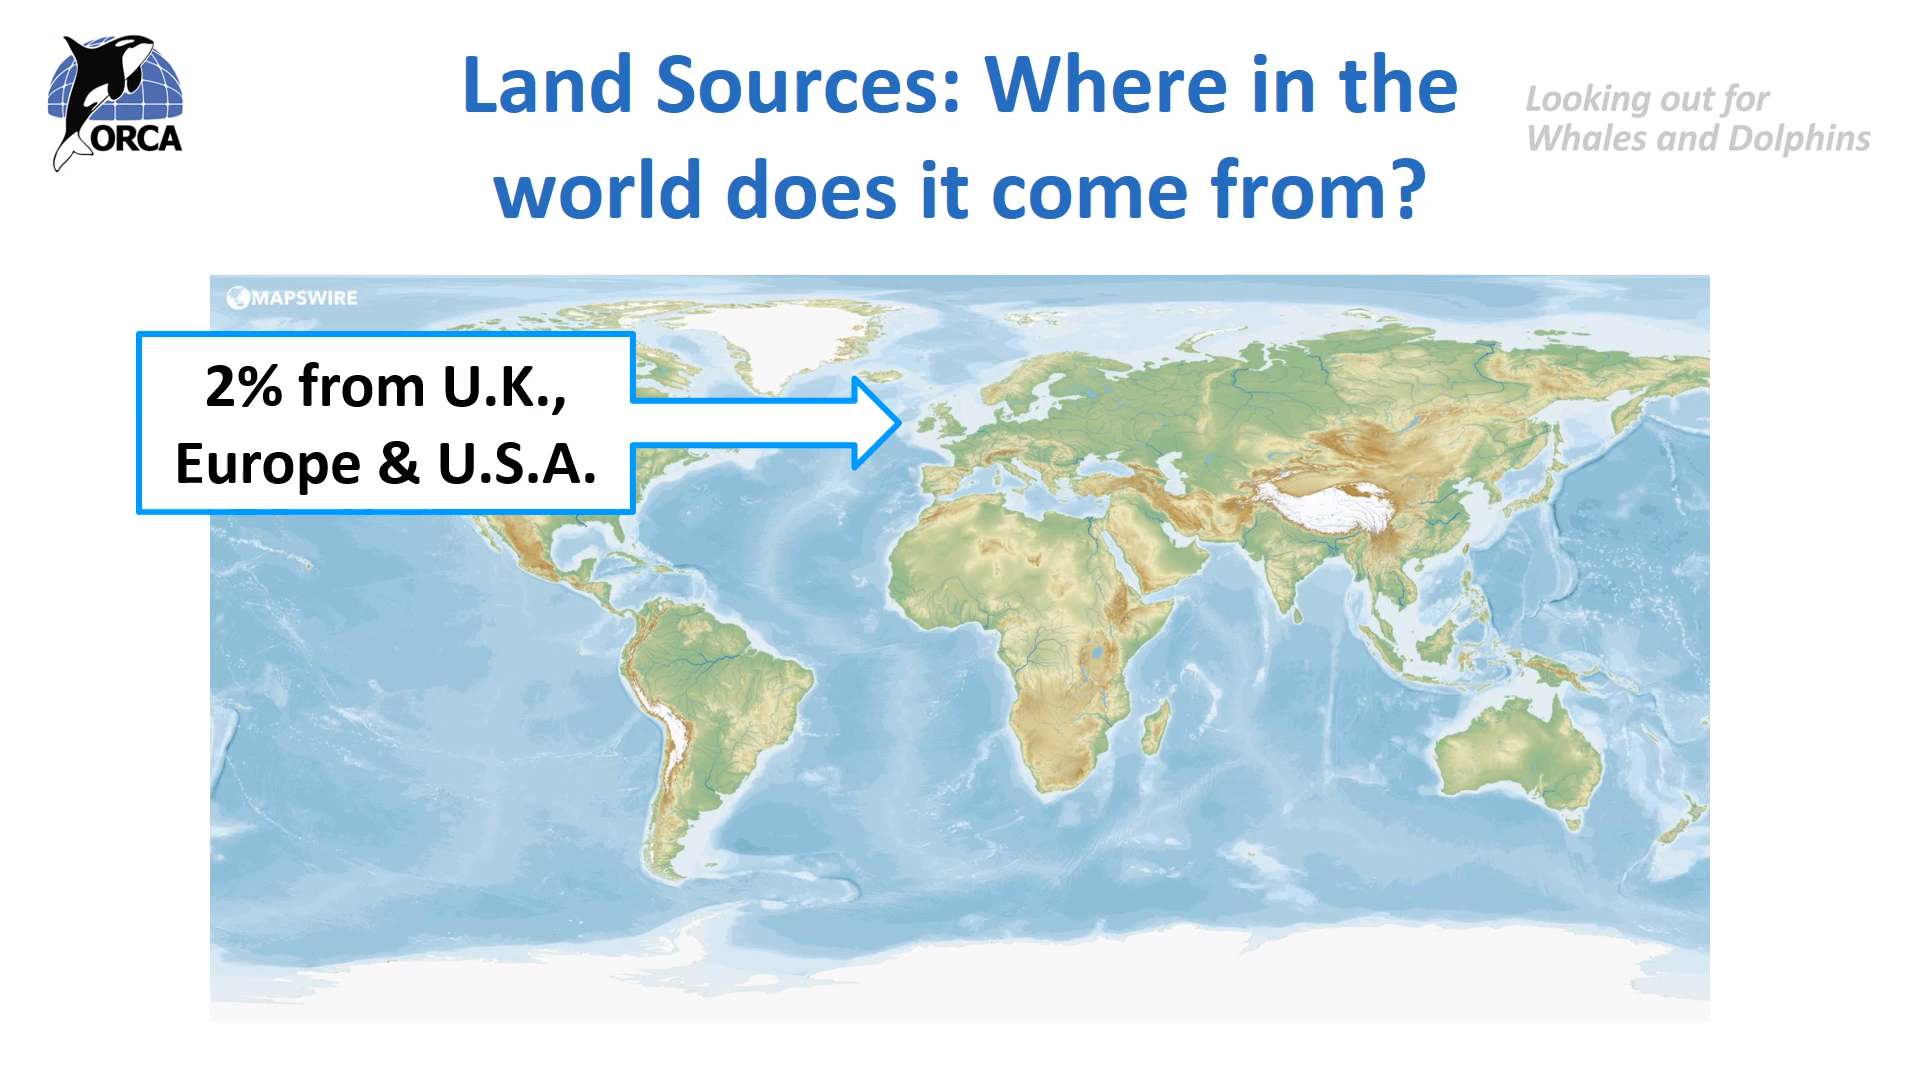 Land Sources: Where in the
world does it come from?
ORCA
Looking out for
Whales and Dolphins
MAPSWIRE
2% from U.K.,
Europe & U.S.A.